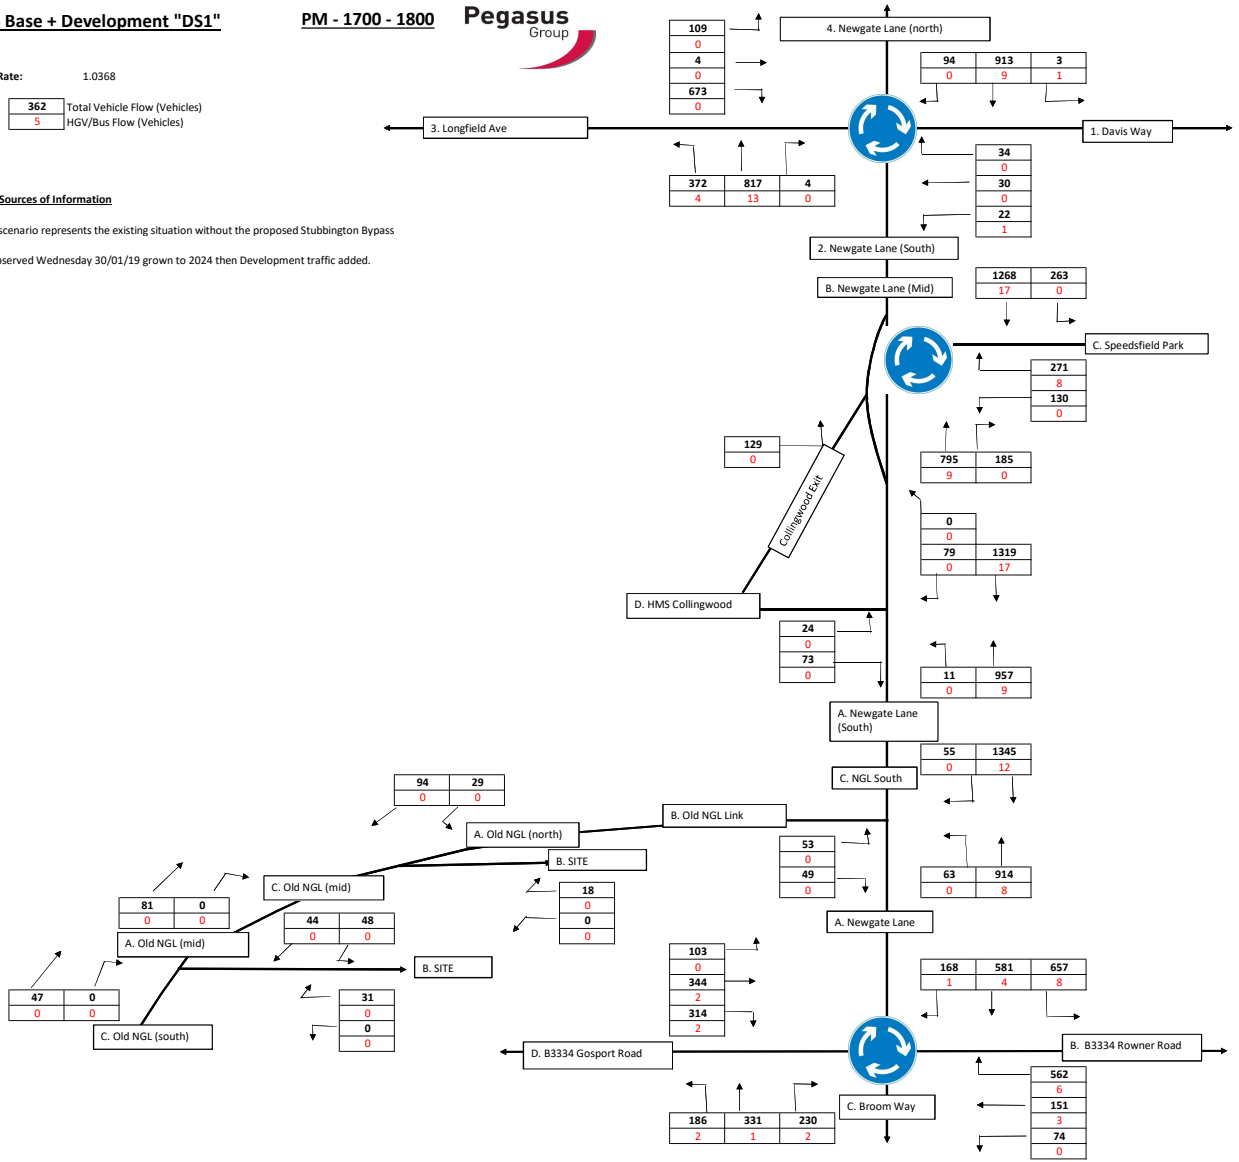 Base + Development "DS1"
PM - 1700 - 1800
Pegasus
Group
Rate: 1.0368
362 Total Vehicle Flow (Vehicles)
5 HGV/Bus Flow (Vehicles)
Sources of Information
scenario represents the existing situation without the proposed Stubbington Bypass
served Wednesday 30/01/19 grown to 2024 then Development traffic added.
109
0
4
0
673
0
4. Newgate Lane (north)
94 913 3
0 9 1
3. Longfield Ave
1. Davis Way
372 817 4
4 13 0
34
0
30
0
22
1
2. Newgate Lane (South)
B. Newgate Lane (Mid)
1268 263
17 0
C. Speedsfield Park
271
8
130
0
129
0
795 185
9 0
Collingwood Exit
0
0
79 1319
0 17
D. HMS Collingwood
24
0
73
0
11 957
0 9
A. Newgate Lane
(South)
55 1345
0 12
C. NGL South
94 29
0 0
B. Old NGL Link
A. Old NGL (north)
53
0
49
0
63 914
0 8
B. SITE
C. Old NGL (mid)
18
0
0
0
81 0
0 0
44 48
0 0
A. Newgate Lane
A. Old NGL (mid)
B. SITE
103
0
344
2
314
2
168 581 657
1 4 8
47 0
0 0
31
0
0
0
C. Old NGL (south)
D. B3334 Gosport Road
B. B3334 Rowner Road
562
6
151
3
74
0
C. Broom Way
186 331 230
2 1 2